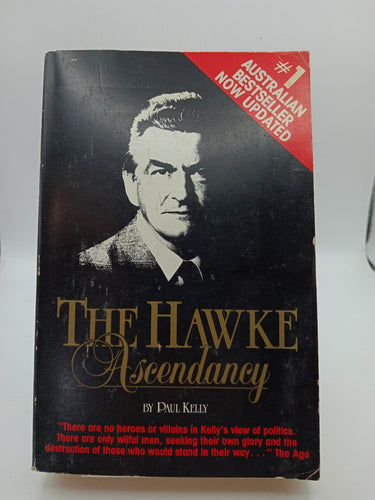 #1
AUSTRALIAN
BESTSELLER
NOW UPDATED
THE HAWKE
Ascendancy
BY PAUL KELLY
"There are no heroes or villains in Kelly's view of politics.
There are only wilful men, seeking their own glory and the
destruction of those who would stand in their way . . ." The Age